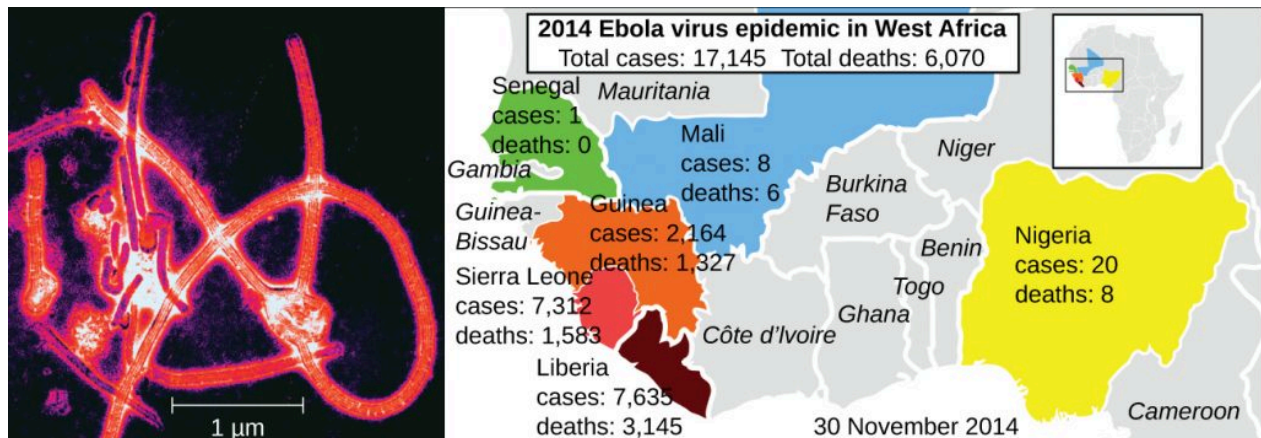 1 µm
2014 Ebola virus epidemic in West Africa
Total cases: 17,145 Total deaths: 6,070
Senegal
cases: 1
deaths: 0
Mauritania
Mali
cases: 8
deaths: 6
Niger
Gambia
Guinea-
Bissau
Guinea
cases: 2,164
deaths: 1,327
Burkina
Faso
Benin
Togo
Ghana
Nigeria
cases: 20
deaths: 8
Sierra Leone
cases: 7,312
deaths: 1,583
Côte d’Ivoire
Liberia
cases: 7,635
deaths: 3,145
30 November 2014
Cameroon